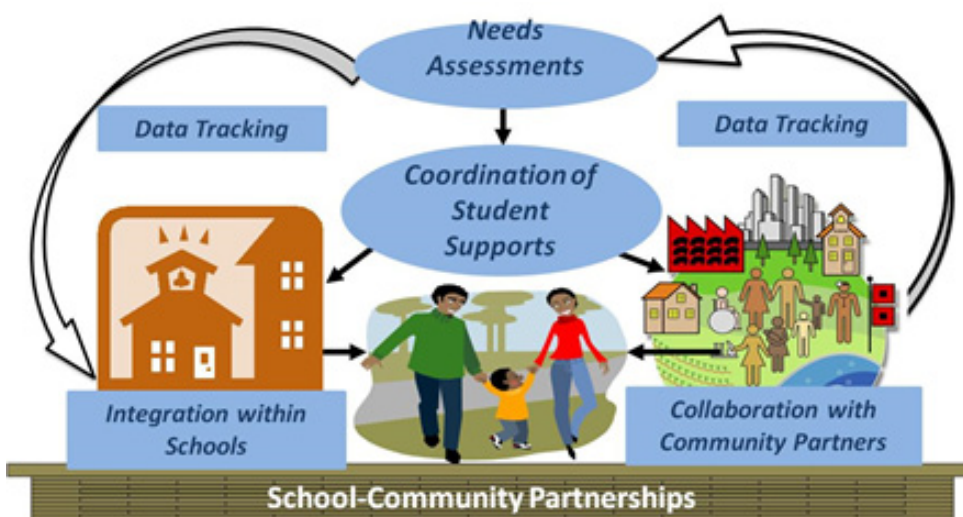 Needs
Assessments
Data Tracking
Data Tracking
Coordination of
Student
Supports
Integration within
Schools
Collaboration with
Community Partners
School-Community Partnerships